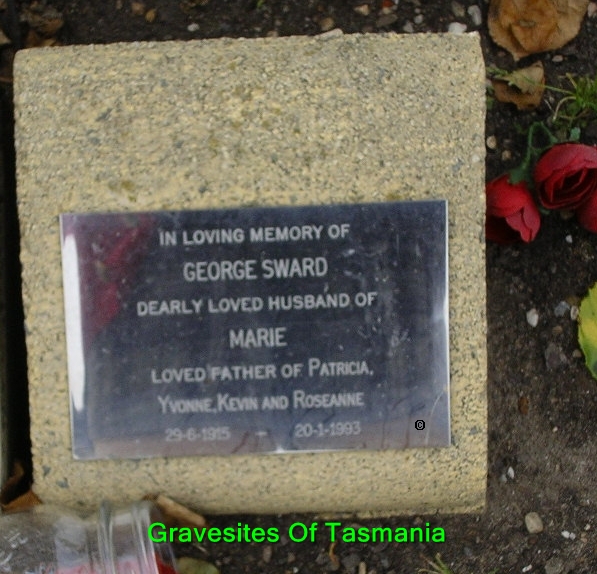 IN LOVING MEMORY OF
GEORGE SWARD
DEARLY LOVED HUSBAND OF
MARIE
LOVED FATHER OF PATRICIA,
YVONNE, KEVIN AND ROSEANNE
29-6-1915 – 20-1-1993
©
Gravesites Of Tasmania